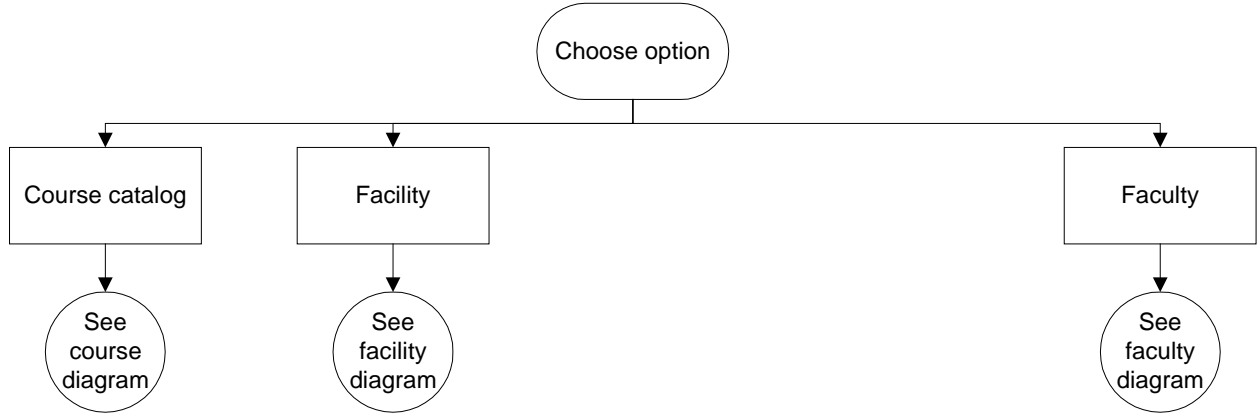 Choose option
Course catalog
Facility
Faculty
See
course
diagram
See
facility
diagram
See
faculty
diagram